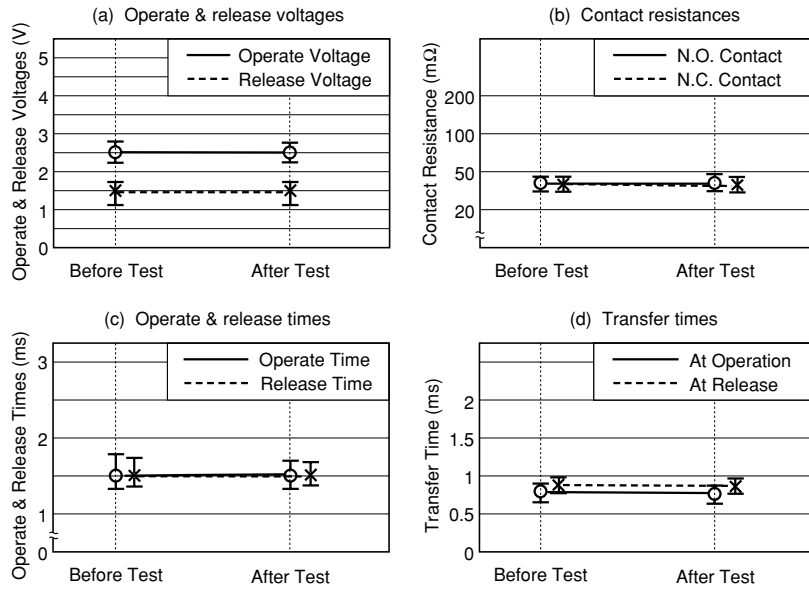 (a) Operate & release voltages
Operate & Release Voltages (V)
5
4
3
2
1
0
Operate Voltage
Release Voltage
Before Test
After Test
(b) Contact resistances
Contact Resistance (mΩ)
200
100
50
20
N.O. Contact
N.C. Contact
Before Test
After Test
(c) Operate & release times
Operate & Release Times (ms)
3
2
1
0
Operate Time
Release Time
Before Test
After Test
(d) Transfer times
Transfer Time (ms)
2
1.5
1
0.5
0
At Operation
At Release
Before Test
After Test